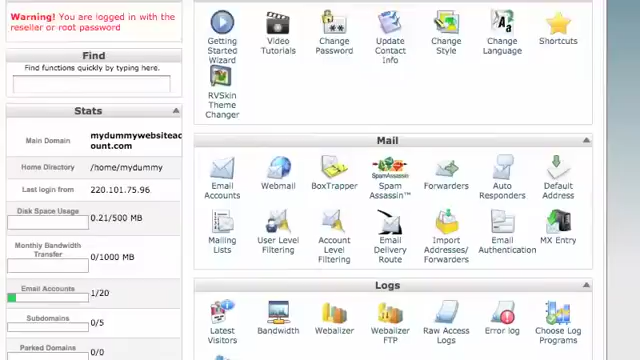 Warning! You are logged in with the
reseller or root password
Find
Find functions quickly by typing here.
Stats
Main Domain
mydummywebsiteac
ount.com
Home Directory
/home/mydummy
Last login from
220.101.75.96
Disk Space Usage
0.21/500 MB
Monthly Bandwidth
Transfer
0/1000 MB
Email Accounts
1/20
Subdomains
0/5
Parked Domains
0/0
Getting
Started
Wizard
Video
Tutorials
Change
Password
Update
Contact
Info
Change
Style
Change
Language
Shortcuts
RVSkin
Theme
Changer
Mail
Email
Accounts
Webmail
BoxTrapper
SpamAssassin
Spam
Assassin™
Forwarders
Auto
Responders
Default
Address
Mailing
Lists
User Level
Filtering
Account
Level
Filtering
Email
Delivery
Route
Import
Addresses/
Forwarders
Email
Authentication
MX Entry
Logs
Latest
Visitors
Bandwidth
Webalizer
Webalizer
FTP
Raw Access
Logs
Error log
Choose Log
Programs